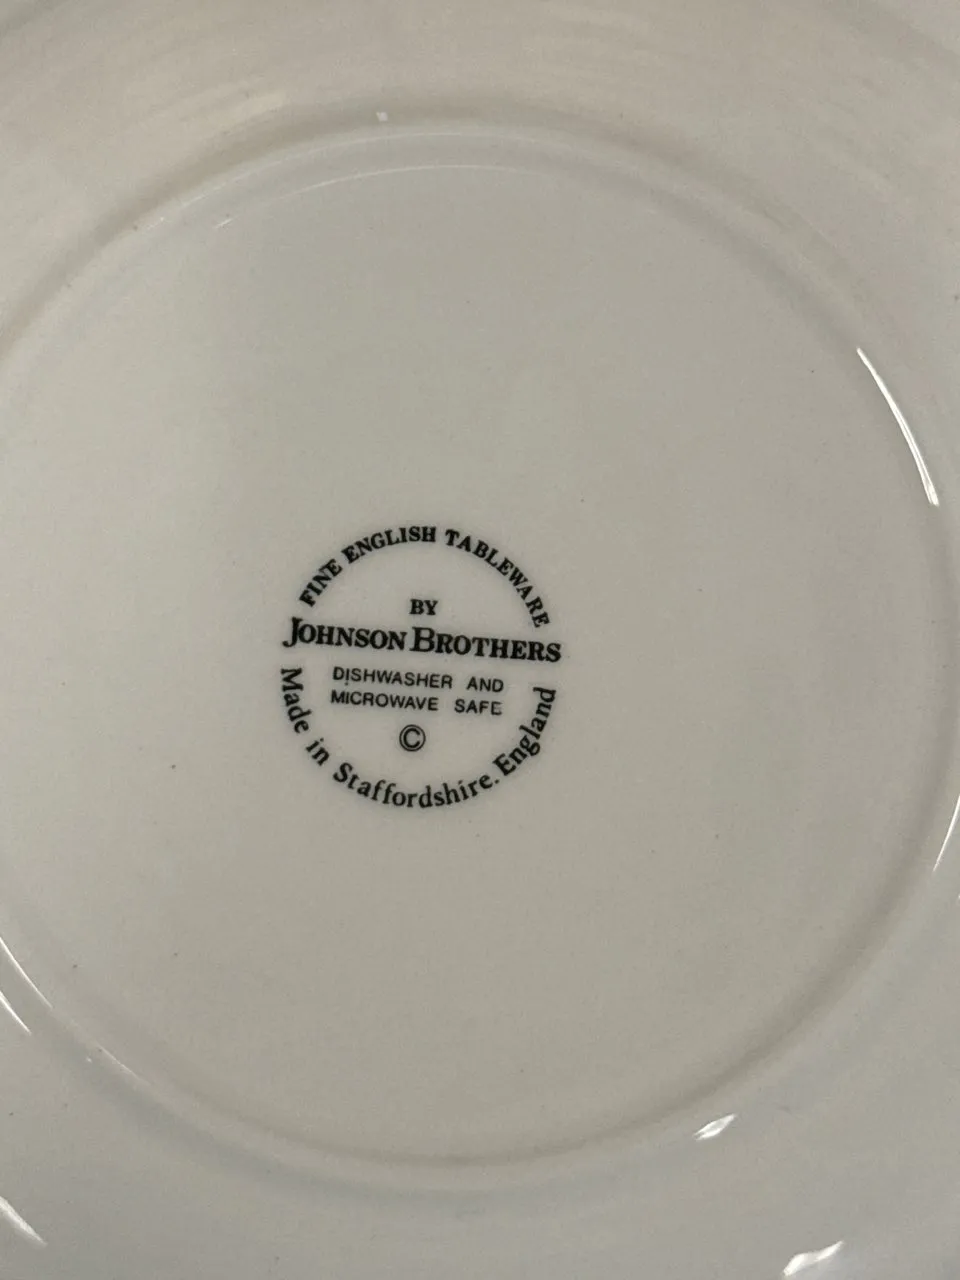 FINE ENGLISH TABLEWARE
BY
JOHNSON BROTHERS
DISHWASHER AND
MICROWAVE SAFE
©
Made in Staffordshire. England